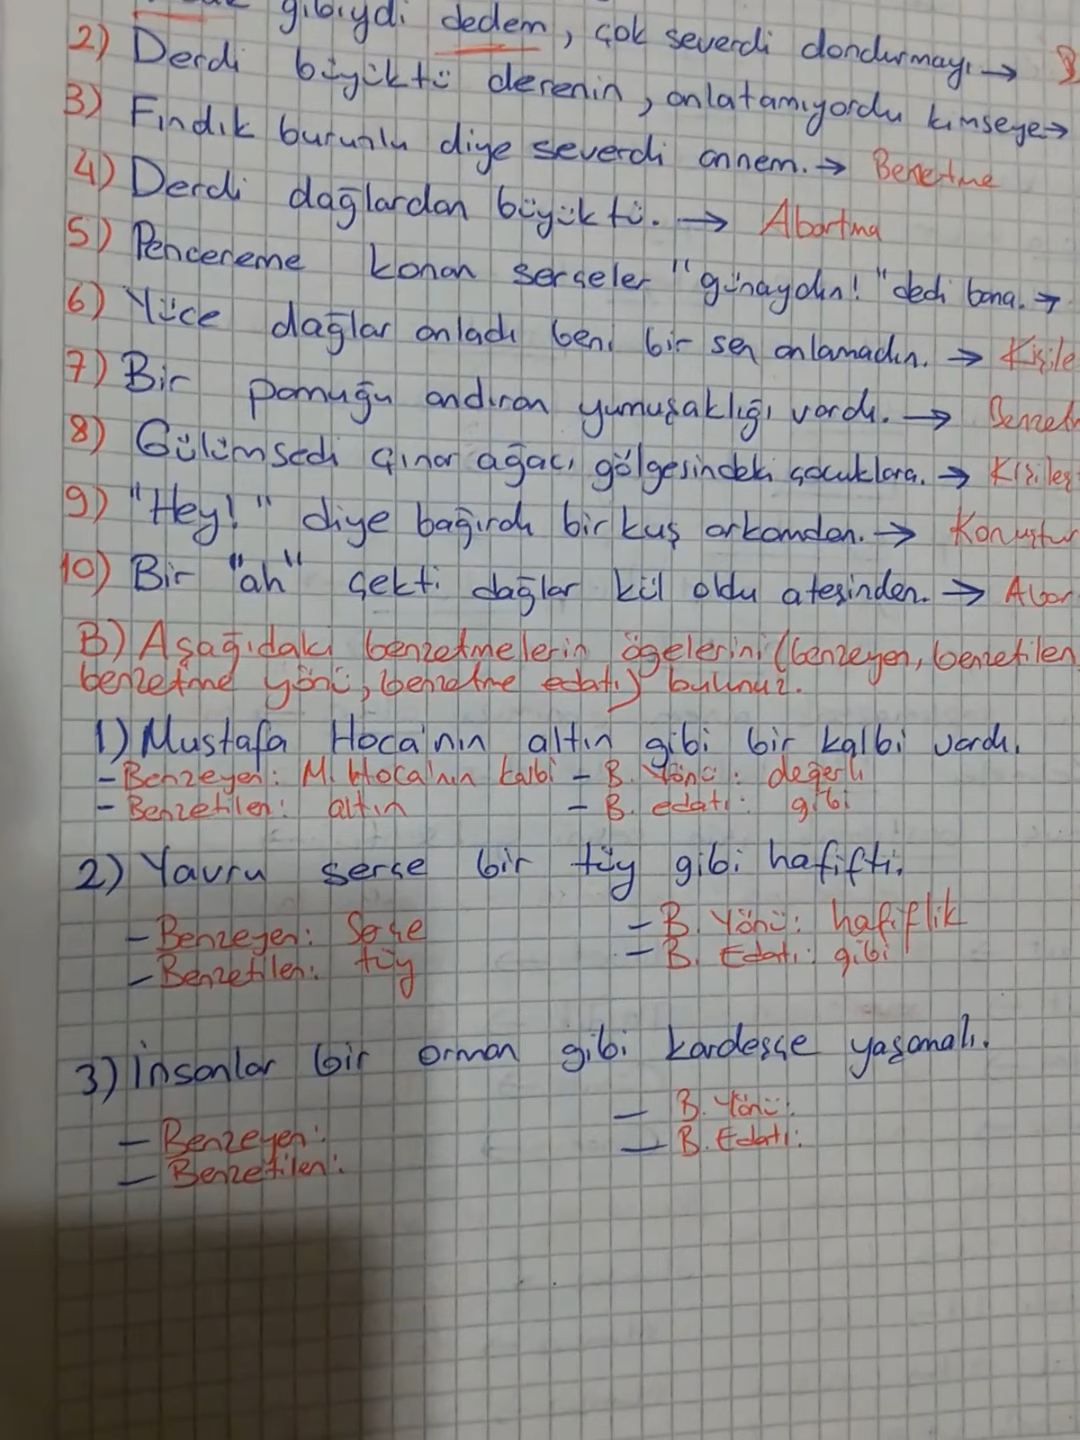 gibiydi dedem, çok severdi dondurmayı →
2) Derdi büyüktü derenin, anlatamıyordu kimseye →
3) Fındık burunlu diye severdi annem. → Benzetme
4) Derdi dağlardan büyüktü. → Abartma
5) Pencereme konan serçeler "günaydın!" dedi bana. →
6) Yüce dağlar anladı beni bir sen anlamadın. → Kişile
7) Bir pamuğu andıran yumuşaklığı vardı. → Benzet
8) Gülümsedi çınar ağacı gölgesindeki çocuklara. → Kişileş
9) "Hey!" diye bağırdı bir kuş arkamdan. → Konuştur
10) Bir "ah" çekti dağlar kül oldu ateşinden. → Abar
B) Aşağıdaki benzetmelerin ögelerini (benzeyen, benzetilen
benzetme yönü, benzetme edatı) bulunuz.
1) Mustafa Hoca'nın altın gibi bir kalbi vardı.
- Benzeyen: M. Hoca'nın kalbi - B. Yönü: değerli
- Benzetilen: altın - B. edatı: gibi
2) Yavru serçe bir tüy gibi hafifti.
- Benzeyen: Serçe - B. Yönü: hafiflik
- Benzetilen: tüy - B. Edatı: gibi
3) İnsanlar bir orman gibi kardeşçe yaşamalı.
- Benzeyen: - B. Yönü:
- Benzetilen: - B. Edatı: